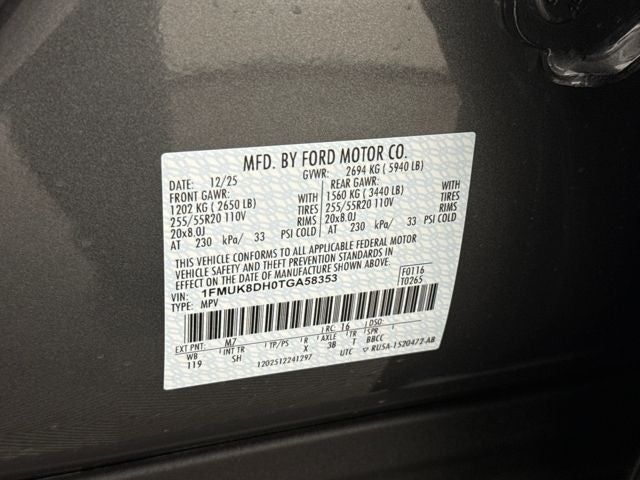 MFD. BY FORD MOTOR CO.
DATE: 12/25 GVWR: 2694 KG ( 5940 LB)
FRONT GAWR: REAR GAWR:
1202 KG ( 2650 LB) WITH 1560 KG ( 3440 LB) WITH
255/55R20 110V TIRES 255/55R20 110V TIRES
20x8.0J RIMS 20x8.0J RIMS
AT 230 kPa/ 33 PSI COLD AT 230 kPa/ 33 PSI COLD
THIS VEHICLE CONFORMS TO ALL APPLICABLE FEDERAL MOTOR
VEHICLE SAFETY AND THEFT PREVENTION STANDARDS IN EFFECT
ON THE DATE OF MANUFACTURE SHOWN ABOVE.
VIN: 1FMUK8DH0TGA58353 F0116
TYPE: MPV T0265
EXT PNT: M7 RC: 16 DSO:
WB INT TR TP/PS R AXLE TR SPR
119 SH X 3B T BBCC
1202512241297 UTC RU5A-1520472-AB